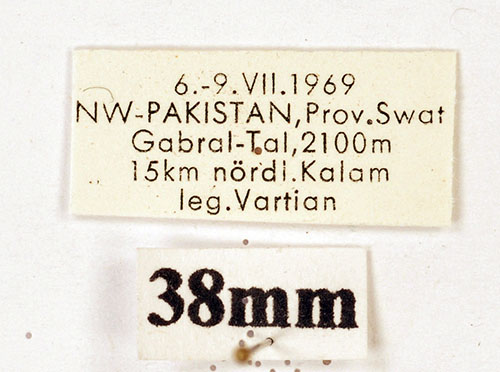 6.-9.VII.1969
NW-PAKISTAN,Prov.Swat
Gabral-Tal,2100m
15km nördl.Kalam
leg.Vartian
38mm